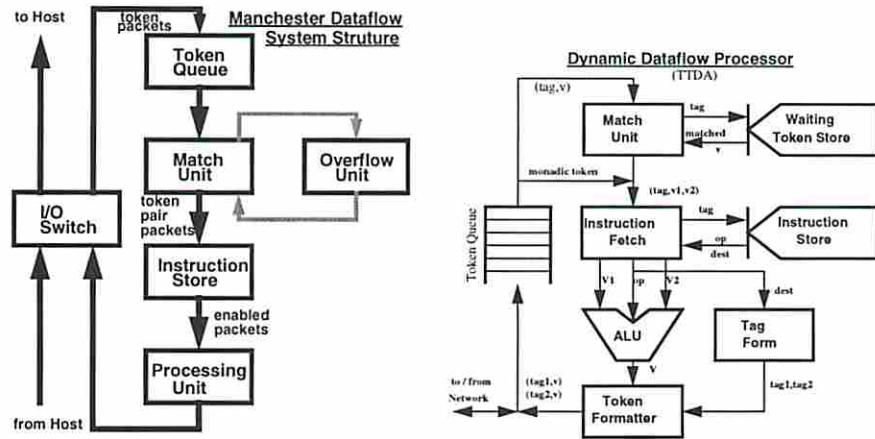 Manchester Dataflow
System Struture
to Host
token
packets
Token
Queue
Match
Unit
Overflow
Unit
token
pair
packets
I/O
Switch
Instruction
Store
enabled
packets
Processing
Unit
from Host
Dynamic Dataflow Processor
(TTDA)
(tag,v)
Match
Unit
tag
matched
v
Waiting
Token Store
monadic token
(tag,v1,v2)
Token Queue
Instruction
Fetch
tag
op
dest
Instruction
Store
V1
op
V2
dest
ALU
Tag
Form
V
tag1,tag2
to / from
Network
(tag1,v)
(tag2,v)
Token
Formatter